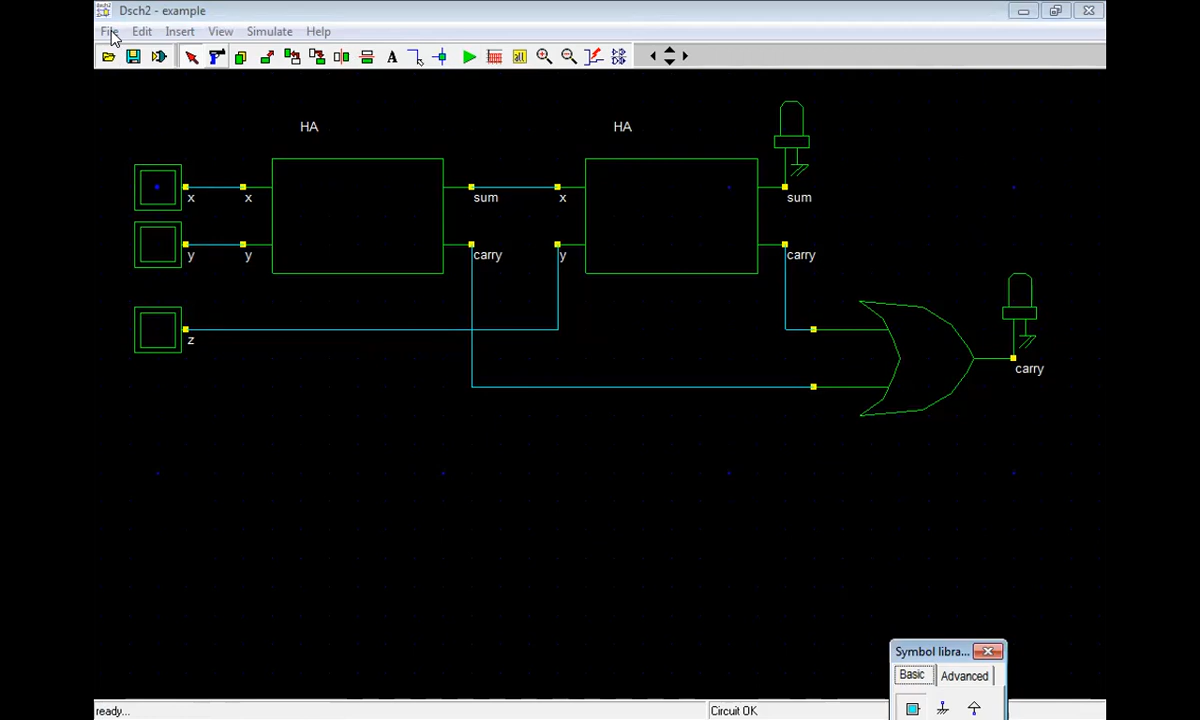 Dsch2 - example
File Edit Insert View Simulate Help
A
HA HA
x x sum x sum
y y carry y carry
z
carry
Symbol libra...
Basic Advanced
ready... Circuit OK